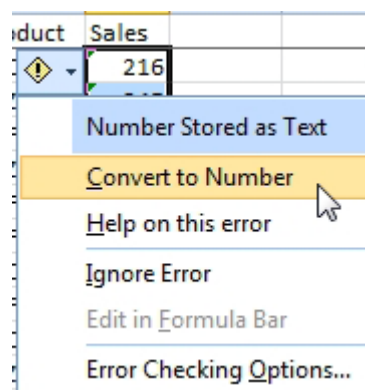 oduct Sales
216
Number Stored as Text
Convert to Number
Help on this error
Ignore Error
Edit in Formula Bar
Error Checking Options...